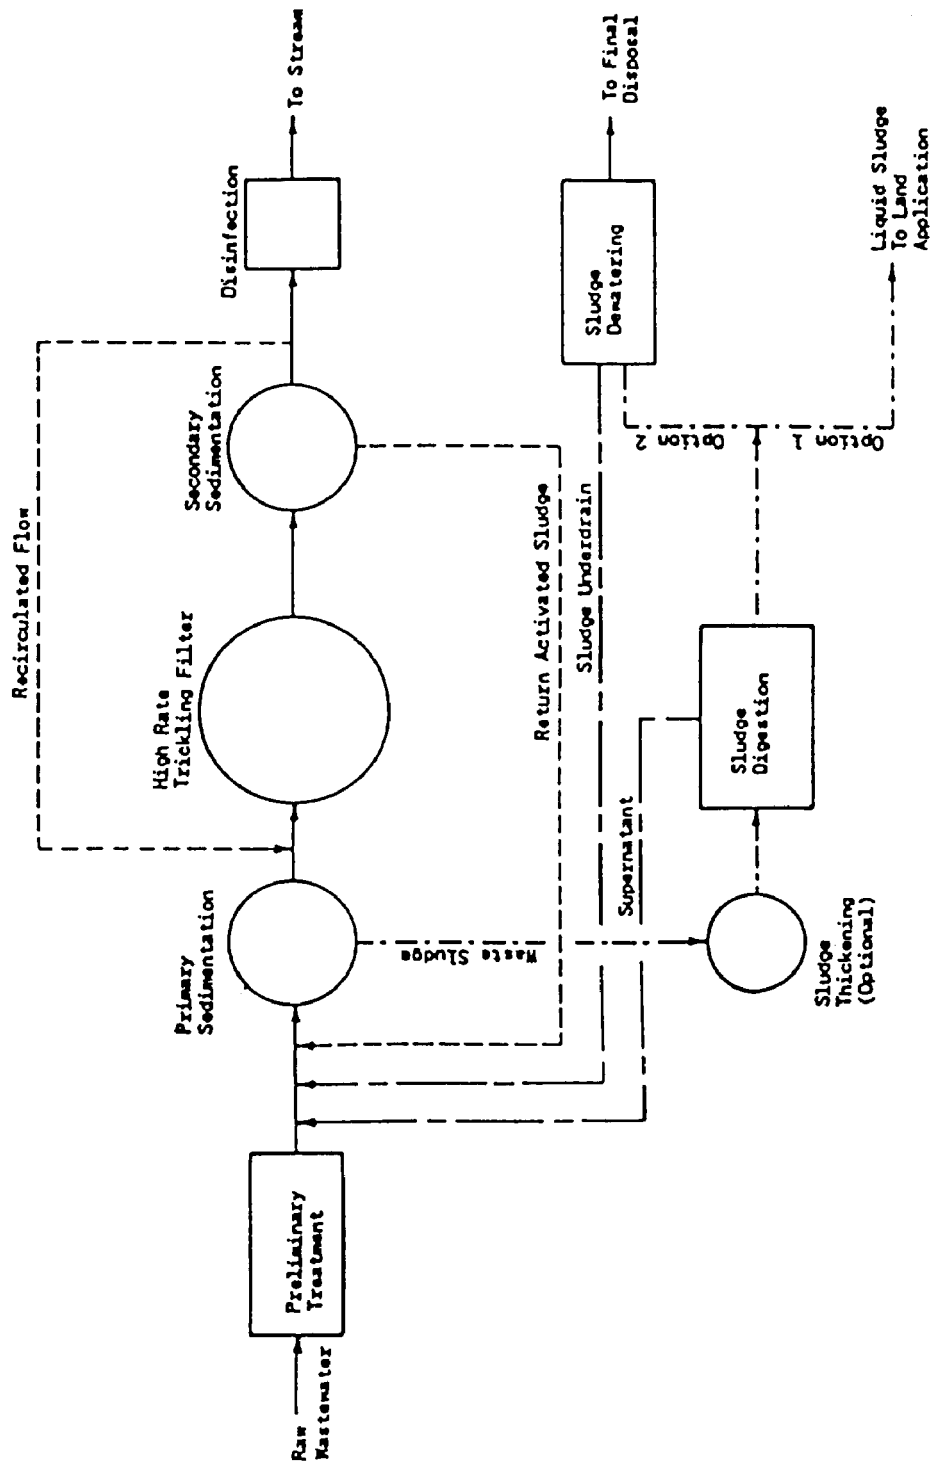 Raw
Wastewater
Preliminary
Treatment
Primary
Sedimentation
Recirculated Flow
High Rate
Trickling Filter
Secondary
Sedimentation
Disinfection
To Stream
Return Activated Sludge
Sludge Underdrain
Supernatant
Waste Sludge
Sludge
Thickening
(Optional)
Sludge
Digestion
Option 2
Option 1
Sludge
Dewatering
To Final
Disposal
Liquid Sludge
To Land
Application